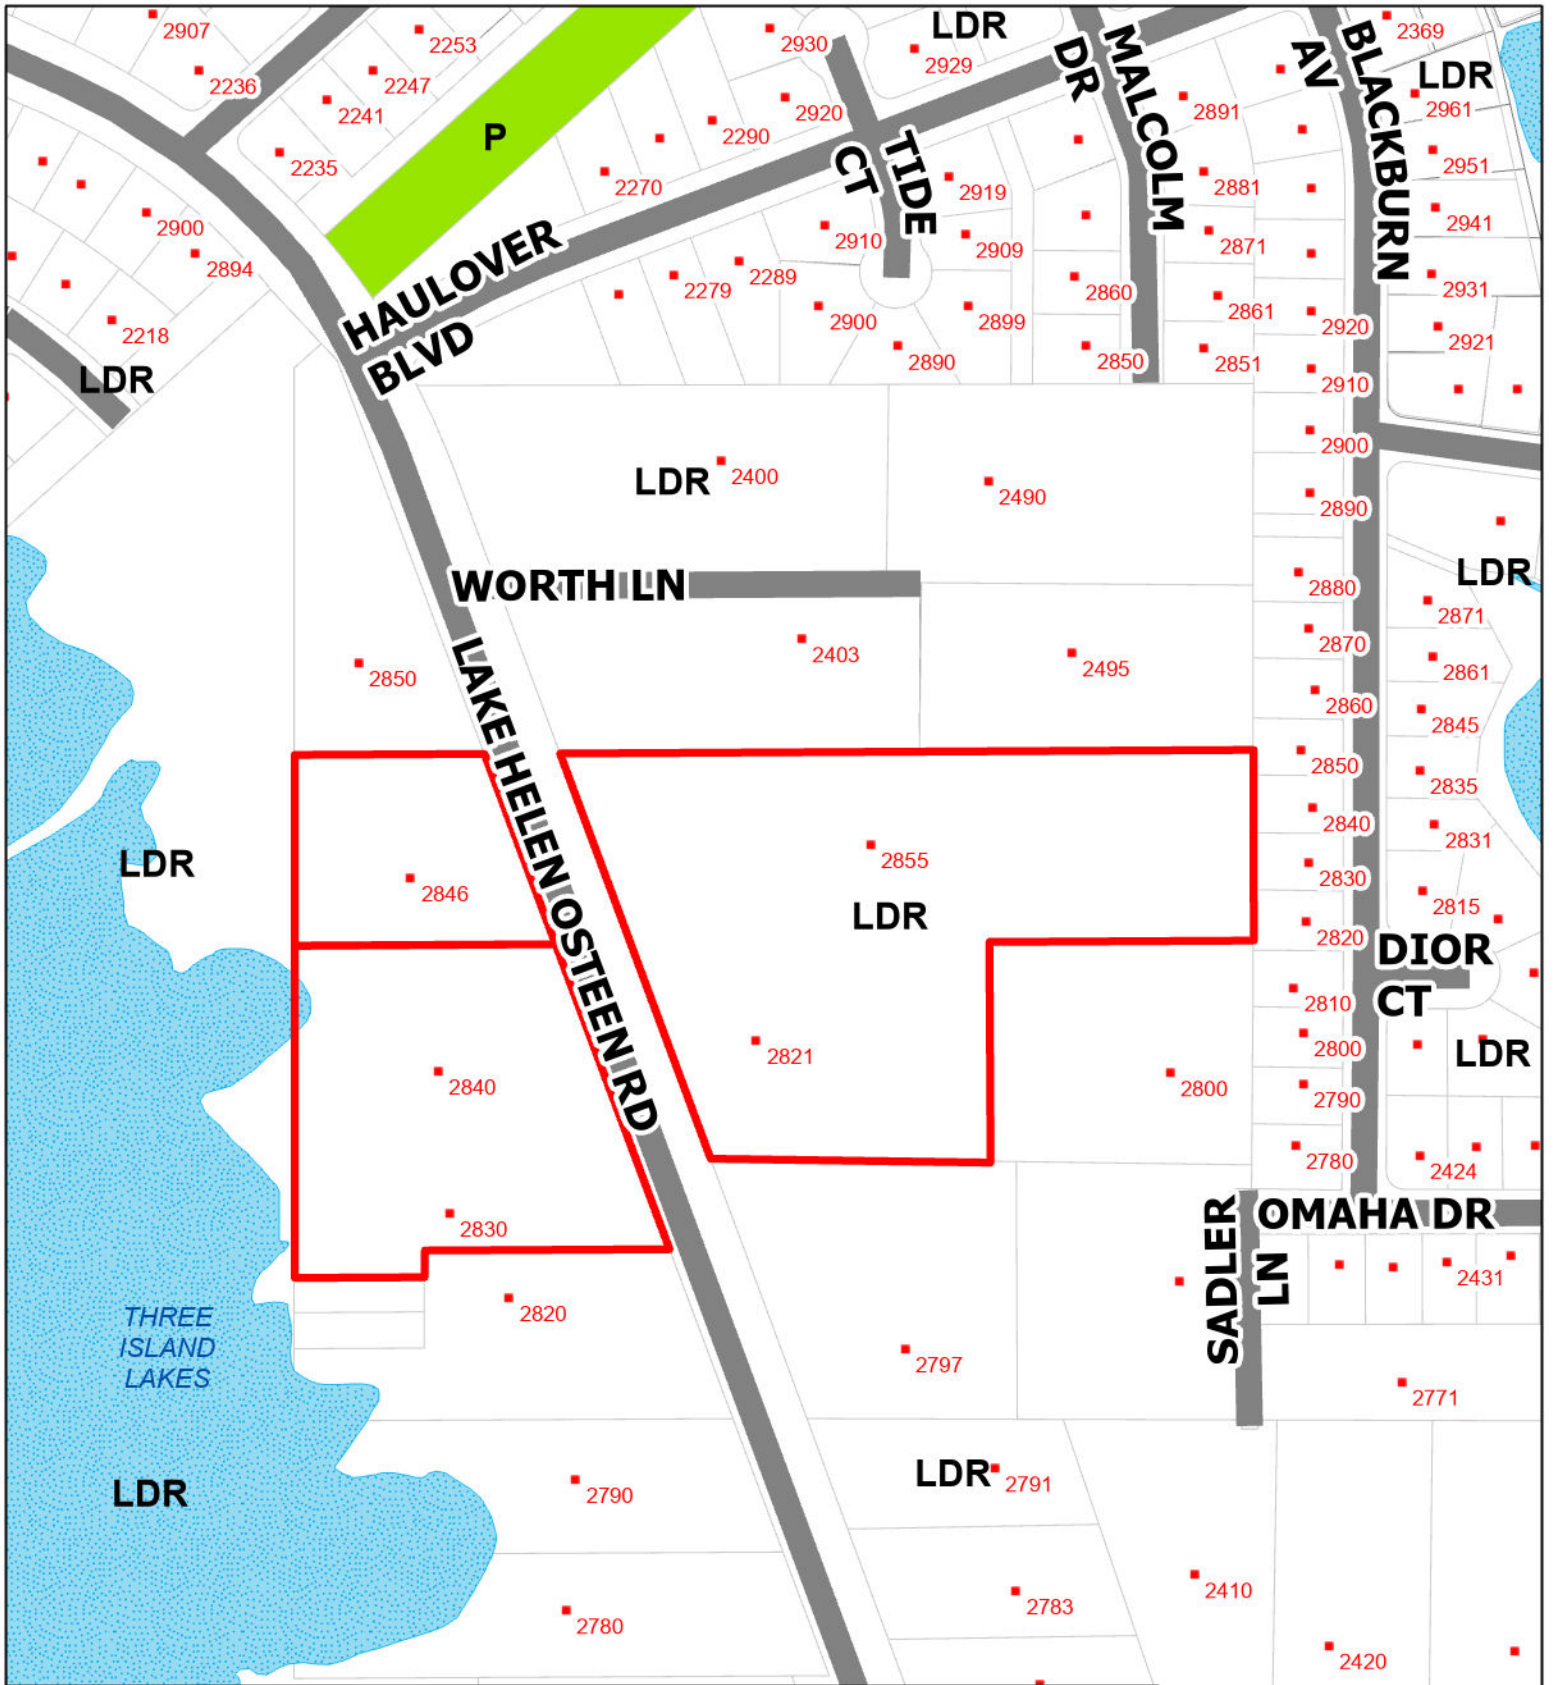 2907
2253
2930
LDR
2929
2369
2236
2247
LDR
2241
2920
2891
2961
P
2290
MALCOLM
DR
BLACKBURN
AV
2235
2270
TIDE
CT
2919
2881
2951
2900
2910
2909
2871
2941
2894
HAULOVER
BLVD
2279
2289
2860
2861
2931
2218
2900
2899
2920
2921
LDR
2890
2850
2851
2910
2400
LDR
2490
2900
2890
WORTH LN
2880
LDR
2403
2495
2870
2871
2850
2860
2861
LAKE HELEN OSTEEN RD
2845
2850
2835
2855
2840
2831
LDR
2846
2830
LDR
2815
2820
DIOR
CT
2810
2821
2800
LDR
2840
2800
2790
2780
2424
2830
SADLER
LN
OMAHA DR
2431
2820
THREE
ISLAND
LAKES
2797
2771
LDR
2790
LDR
2791
2783
2410
2780
2420